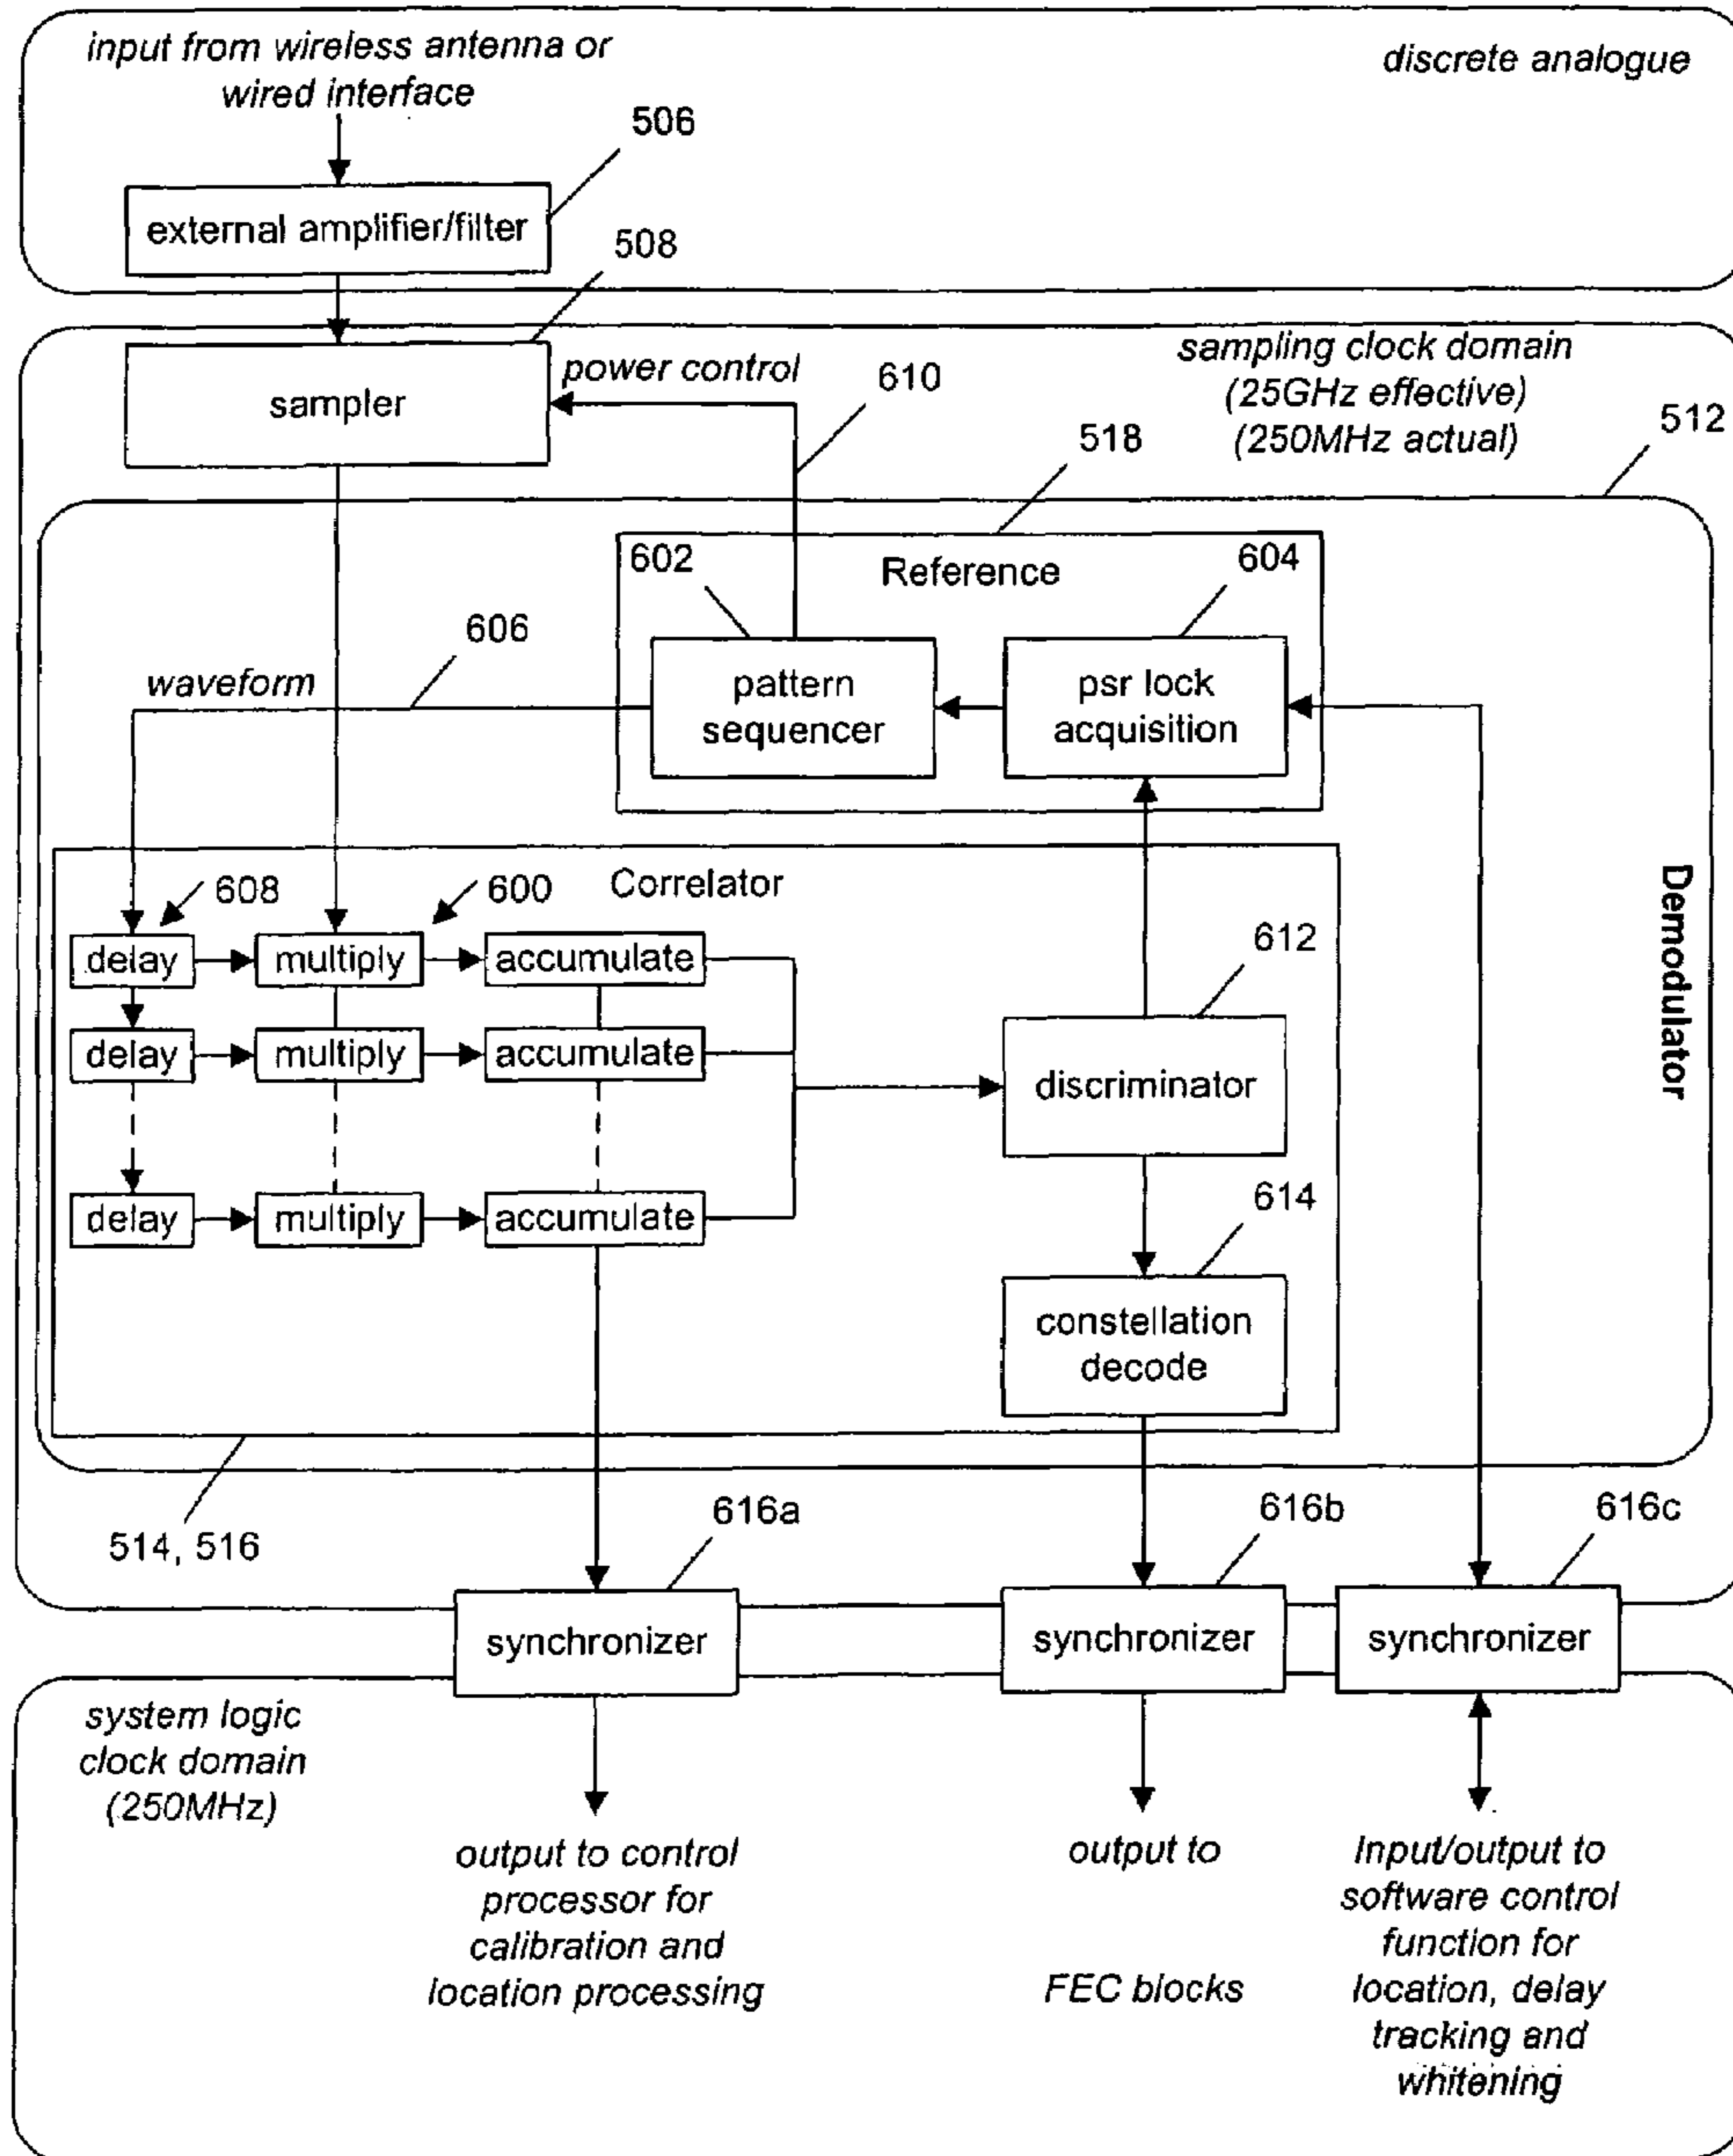 input from wireless antenna or
wired interface
discrete analogue
506
external amplifier/filter
508
sampler
power control
610
sampling clock domain
(25GHz effective)
(250MHz actual)
512
518
602
Reference
604
606
waveform
pattern
sequencer
psr lock
acquisition
608
600
Correlator
Demodulator
delay
multiply
accumulate
612
delay
multiply
accumulate
discriminator
delay
multiply
accumulate
614
constellation
decode
514, 516
616a
616b
616c
synchronizer
synchronizer
synchronizer
system logic
clock domain
(250MHz)
output to control
processor for
calibration and
location processing
output to
FEC blocks
Input/output to
software control
function for
location, delay
tracking and
whitening